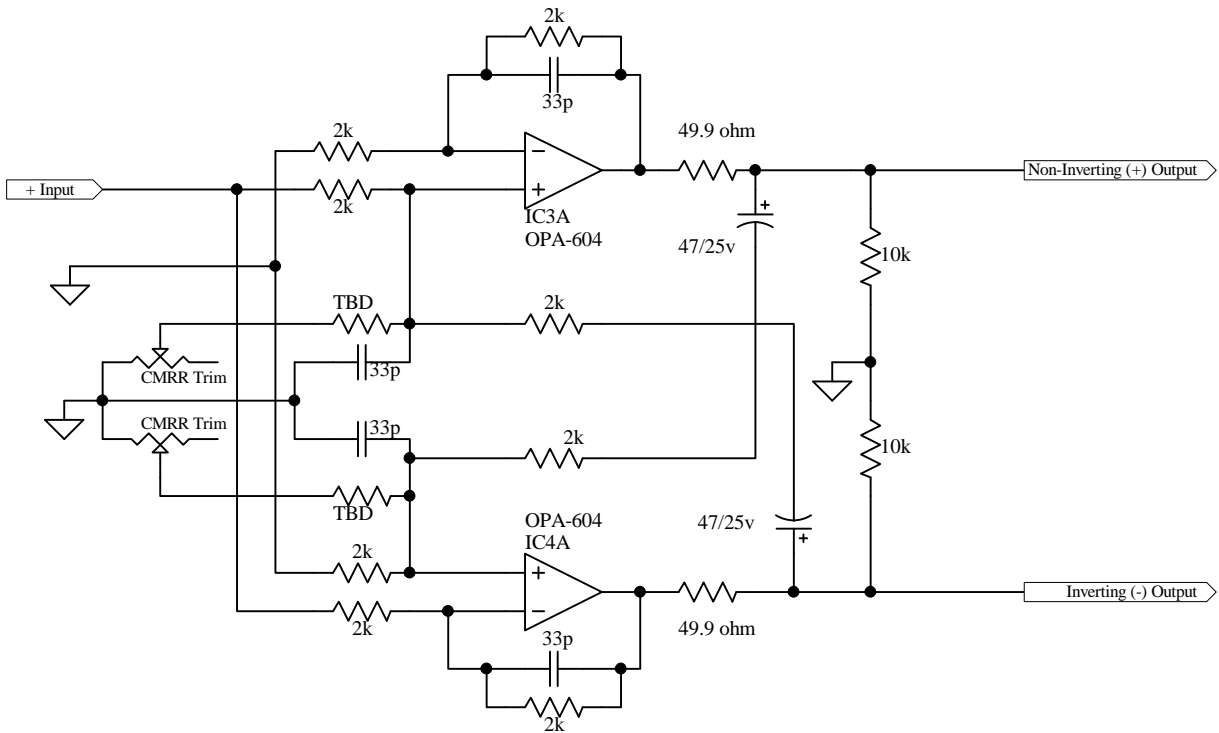 2k
33p
2k
49.9 ohm
+ Input
2k
Non-Inverting (+) Output
IC3A
OPA-604
47/25v
10k
TBD
2k
33p
CMRR Trim
CMRR Trim
33p
2k
10k
TBD
OPA-604
IC4A
47/25v
2k
2k
Inverting (-) Output
49.9 ohm
33p
2k